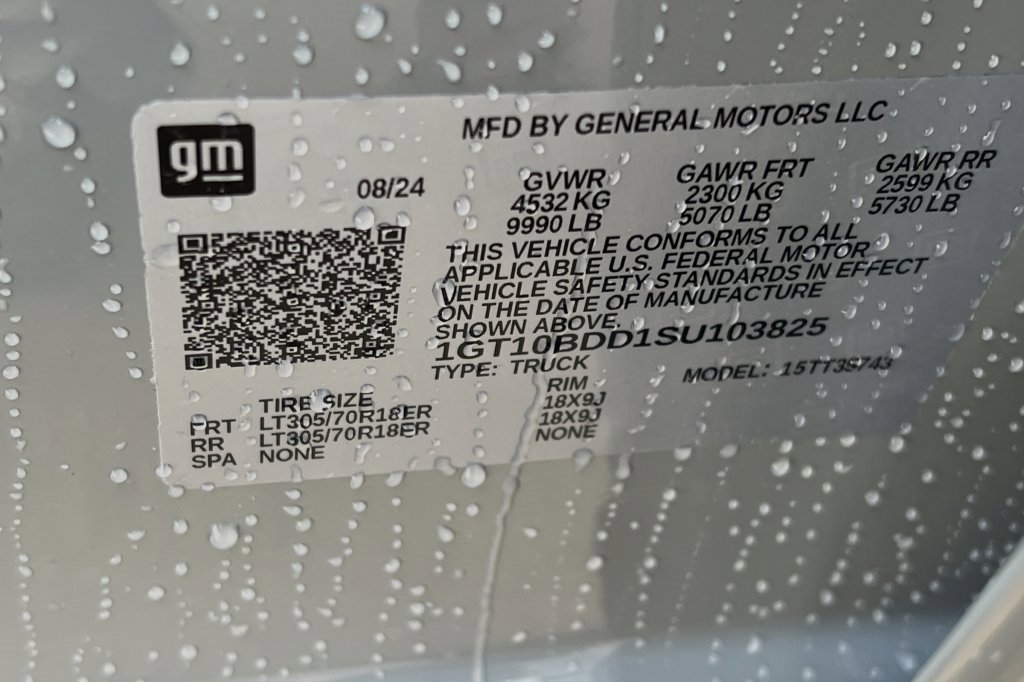 gm
MFD BY GENERAL MOTORS LLC
08/24
GVWR GAWR FRT GAWR RR
4532 KG 2300 KG 2599 KG
9990 LB 5070 LB 5730 LB
THIS VEHICLE CONFORMS TO ALL
APPLICABLE U.S. FEDERAL MOTOR
VEHICLE SAFETY STANDARDS IN EFFECT
ON THE DATE OF MANUFACTURE
SHOWN ABOVE.
1GT10BDD1SU103825
TYPE: TRUCK MODEL: 15TT3S743
TIRE SIZE RIM
FRT LT305/70R18ER 18X9J
RR LT305/70R18ER 18X9J
SPA NONE NONE